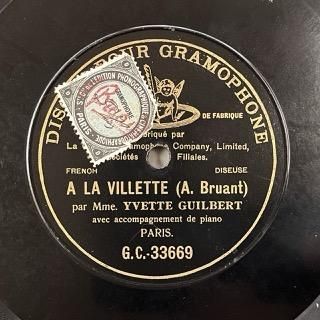 DISQUE POUR GRAMOPHONE
DE FABRIQUE
Fabriqué par
La Gramophone Company, Limited,
Sociétés Filiales.
FRENCH DISEUSE
A LA VILLETTE (A. Bruant)
par Mme. YVETTE GUILBERT
avec accompagnement de piano
PARIS.
G.C.-33669